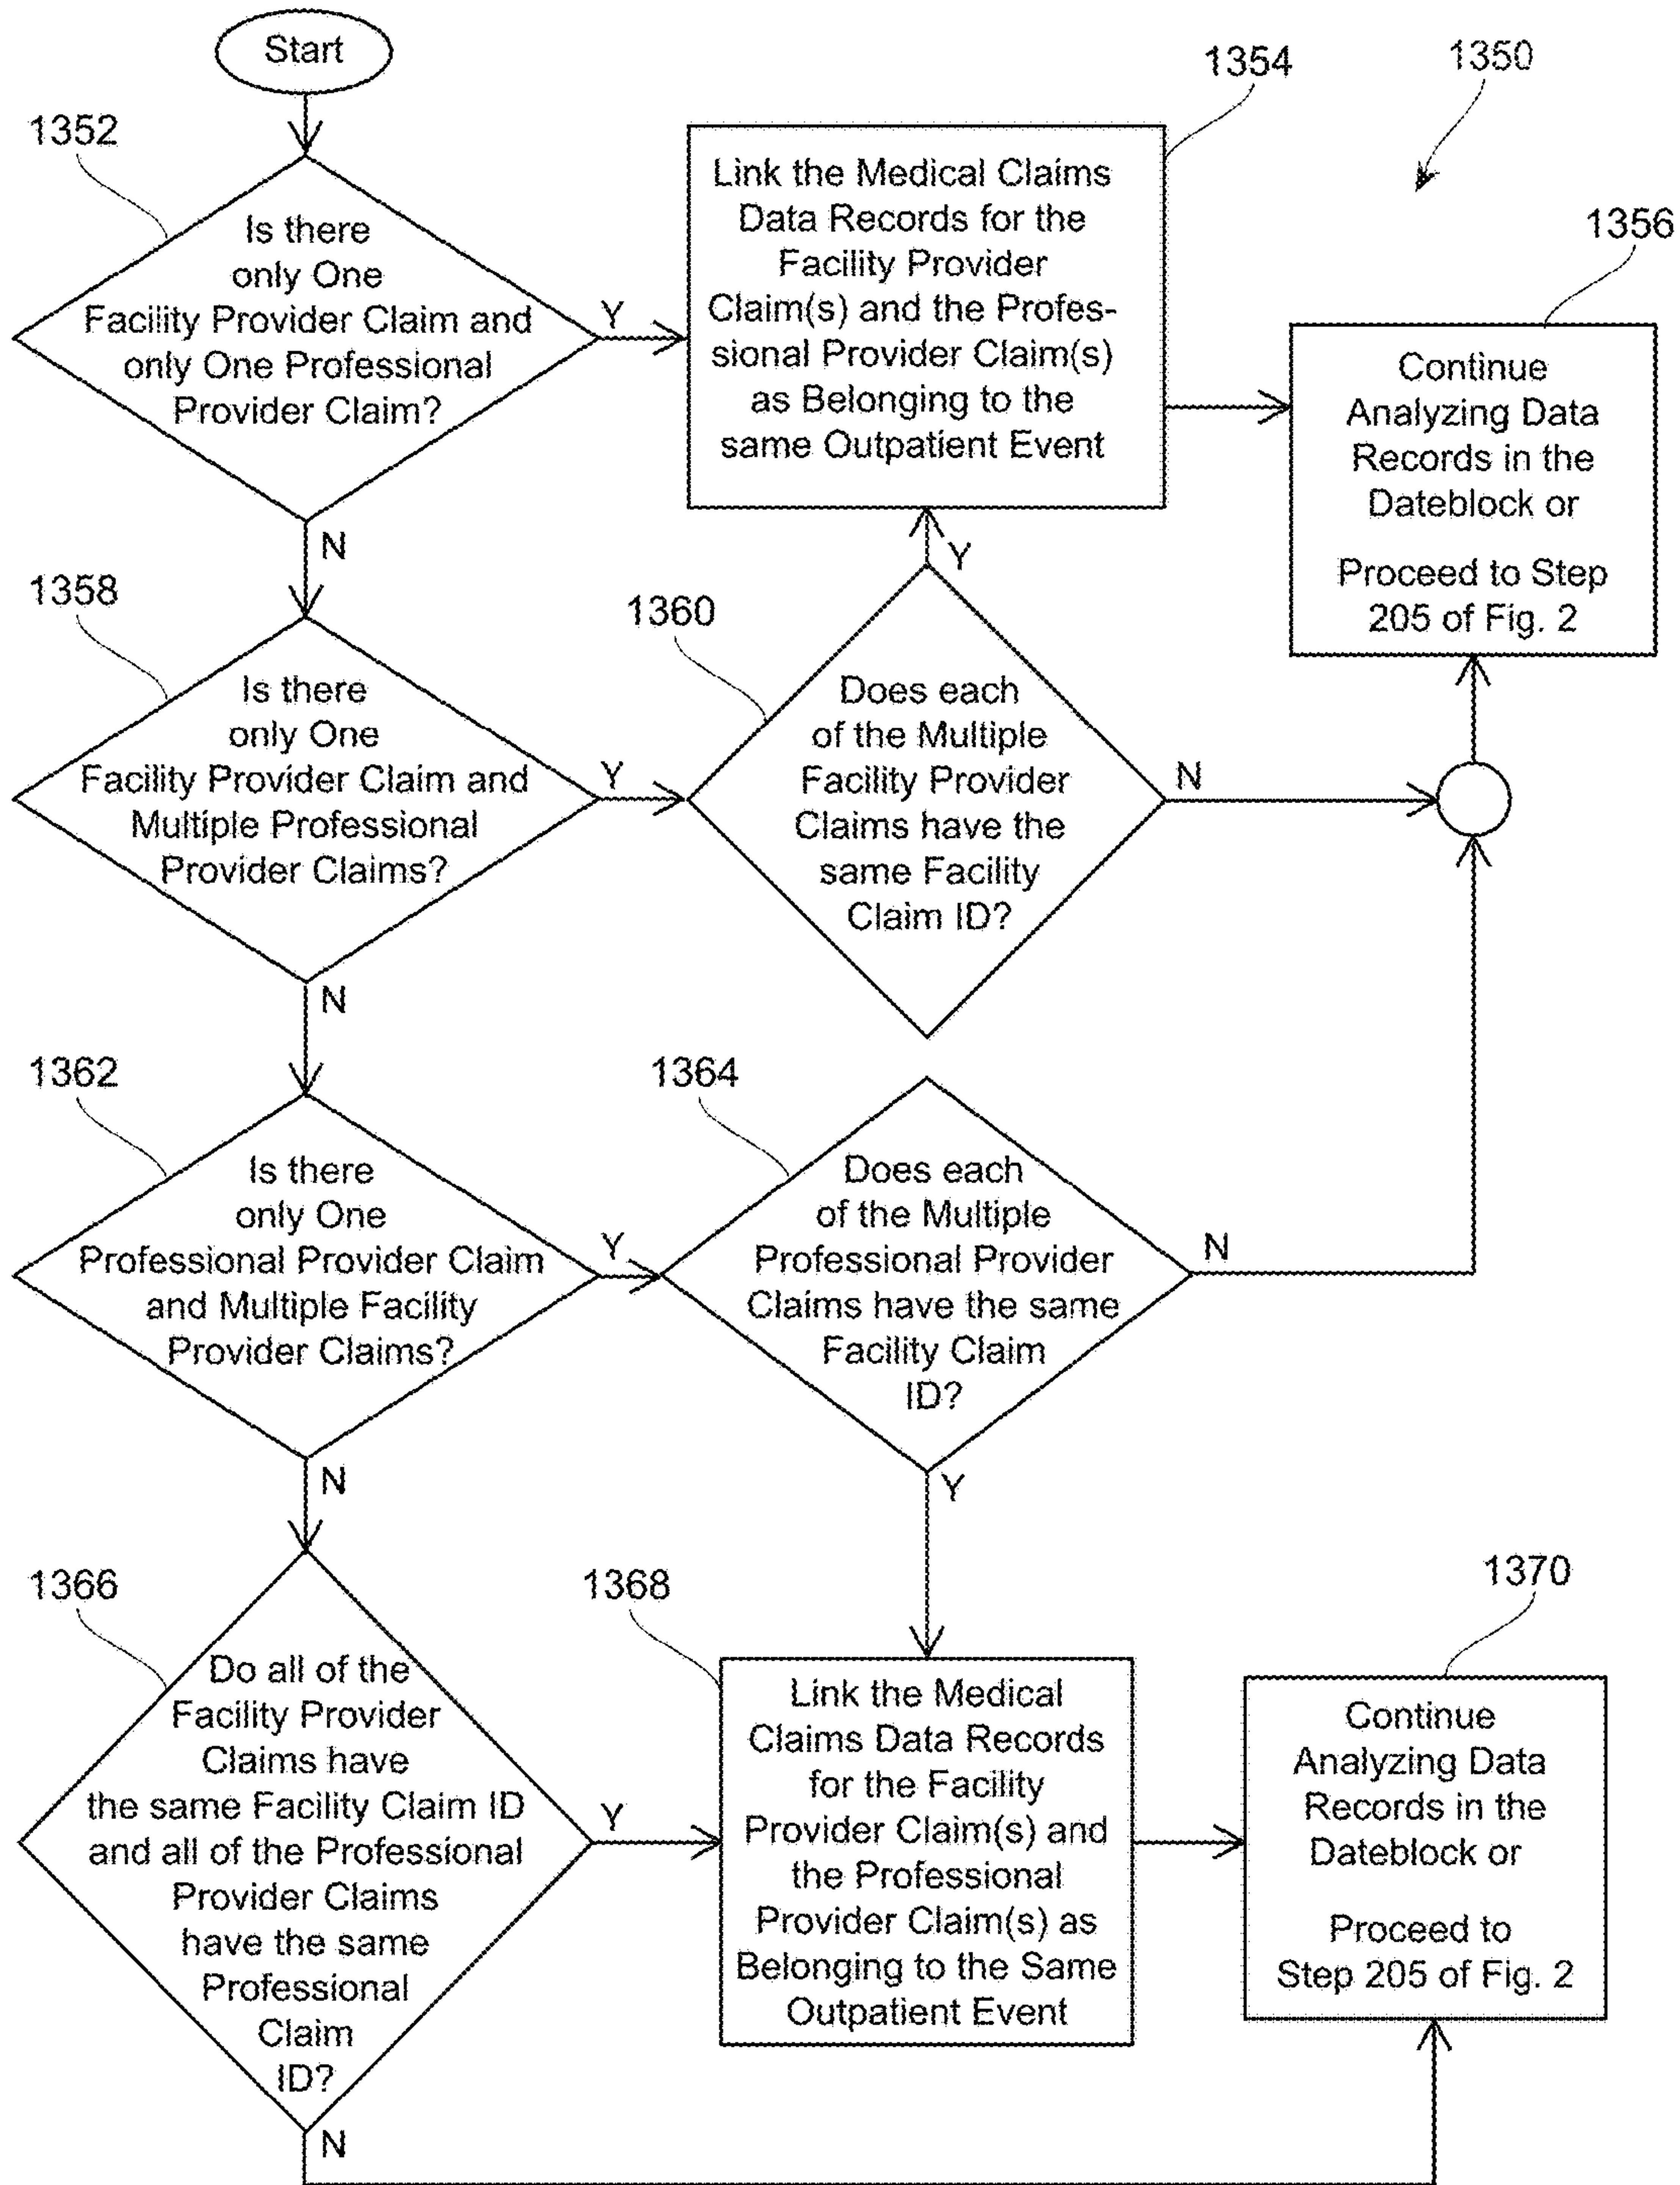 Start
1354
1350
1352
Link the Medical Claims
Data Records for the
Facility Provider
Claim(s) and the Profes-
sional Provider Claim(s)
as Belonging to the
same Outpatient Event
1356
Is there
only One
Facility Provider Claim and
only One Professional
Provider Claim?
Y
N
Continue
Analyzing Data
Records in the
Dateblock or
Proceed to Step
205 of Fig. 2
1358
Is there
only One
Facility Provider Claim and
Multiple Professional
Provider Claims?
Y
N
1360
Y
Does each
of the Multiple
Facility Provider
Claims have the
same Facility
Claim ID?
N
1362
Is there
only One
Professional Provider Claim
and Multiple Facility
Provider Claims?
Y
N
1364
Does each
of the Multiple
Professional Provider
Claims have the same
Facility Claim
ID?
N
Y
1366
Do all of the
Facility Provider
Claims have
the same Facility Claim ID
and all of the Professional
Provider Claims
have the same
Professional
Claim
ID?
Y
N
1368
Link the Medical
Claims Data Records
for the Facility
Provider Claim(s) and
the Professional
Provider Claim(s) as
Belonging to the Same
Outpatient Event
1370
Continue
Analyzing Data
Records in the
Dateblock or
Proceed to
Step 205 of Fig. 2